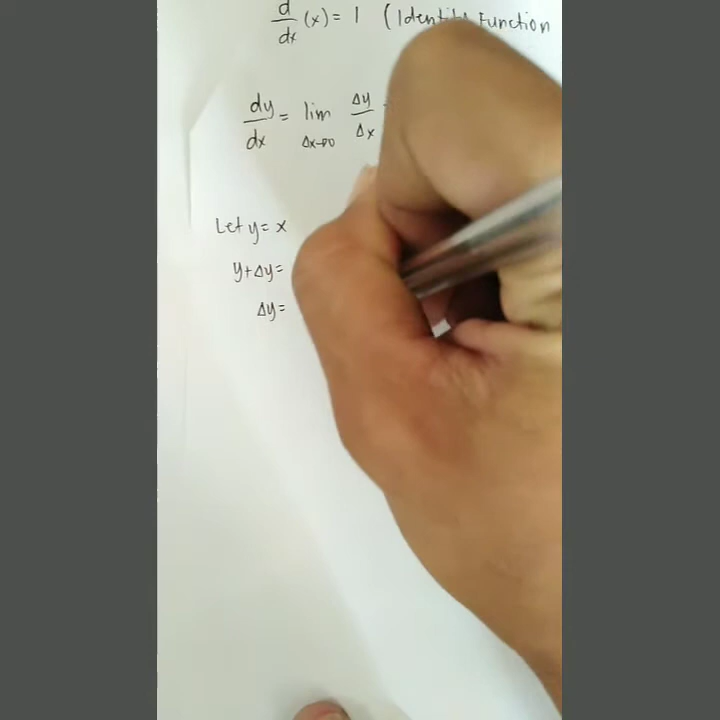 d/dx (x) = 1 (Identity Function
dy/dx = lim Δx→0 Δy/Δx
Let y = x
y + Δy =
Δy =